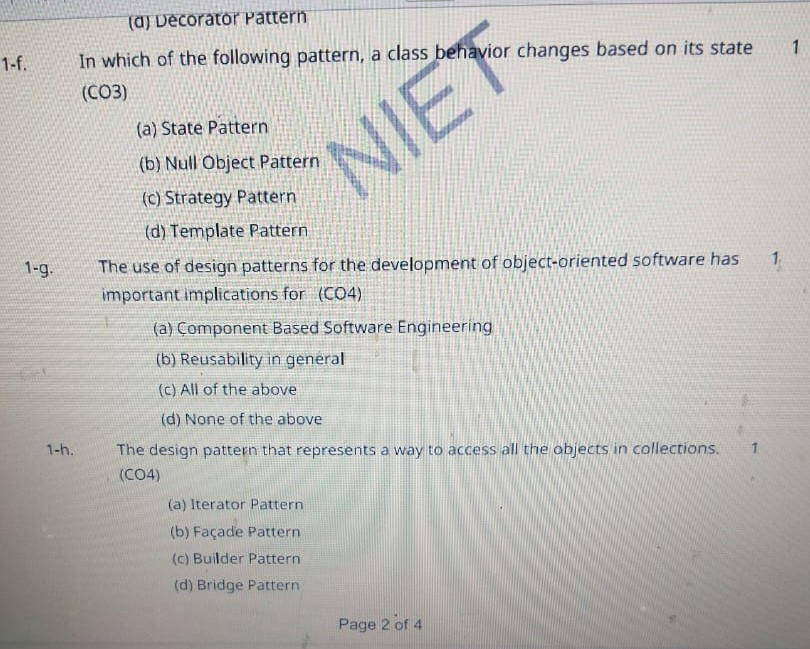 (d) Decorator Pattern
1-f. In which of the following pattern, a class behavior changes based on its state 1
(CO3)
(a) State Pattern
(b) Null Object Pattern
(c) Strategy Pattern
(d) Template Pattern
NIET
1-g. The use of design patterns for the development of object-oriented software has 1
important implications for (CO4)
(a) Component Based Software Engineering
(b) Reusability in general
(c) All of the above
(d) None of the above
1-h. The design pattern that represents a way to access all the objects in collections. 1
(CO4)
(a) Iterator Pattern
(b) Façade Pattern
(c) Builder Pattern
(d) Bridge Pattern
Page 2 of 4